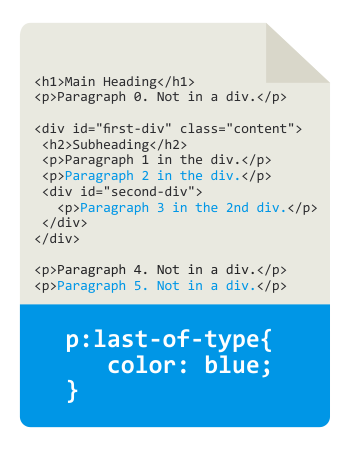 <h1>Main Heading</h1>
<p>Paragraph 0. Not in a div.</p>
<div id="first-div" class="content">
<h2>Subheading</h2>
<p>Paragraph 1 in the div.</p>
<p>Paragraph 2 in the div.</p>
<div id="second-div">
<p>Paragraph 3 in the 2nd div.</p>
</div>
</div>
<p>Paragraph 4. Not in a div.</p>
<p>Paragraph 5. Not in a div.</p>
p:last-of-type{
color: blue;
}